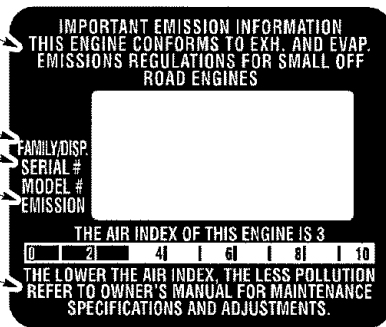 IMPORTANT EMISSION INFORMATION
THIS ENGINE CONFORMS TO EXH. AND EVAP.
EMISSIONS REGULATIONS FOR SMALL OFF
ROAD ENGINES
FAMILY/DISP.
SERIAL #
MODEL #
EMISSION
THE AIR INDEX OF THIS ENGINE IS 3
0 2 4 6 8 10
THE LOWER THE AIR INDEX, THE LESS POLLUTION
REFER TO OWNER'S MANUAL FOR MAINTENANCE
SPECIFICATIONS AND ADJUSTMENTS.